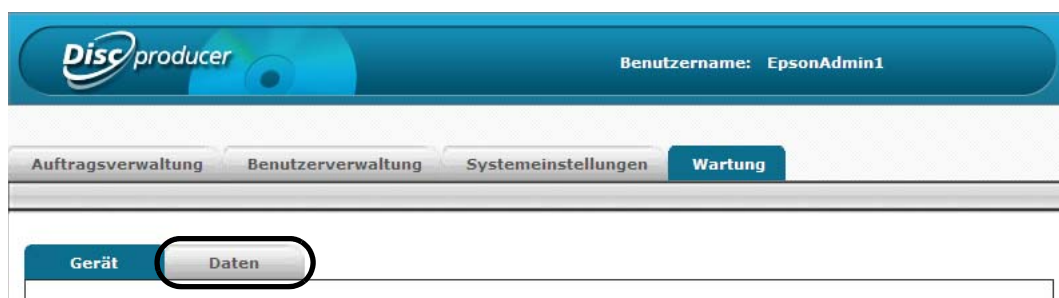 Disc producer
Benutzername: EpsonAdmin1
Auftragsverwaltung Benutzerverwaltung Systemeinstellungen Wartung
Gerät Daten